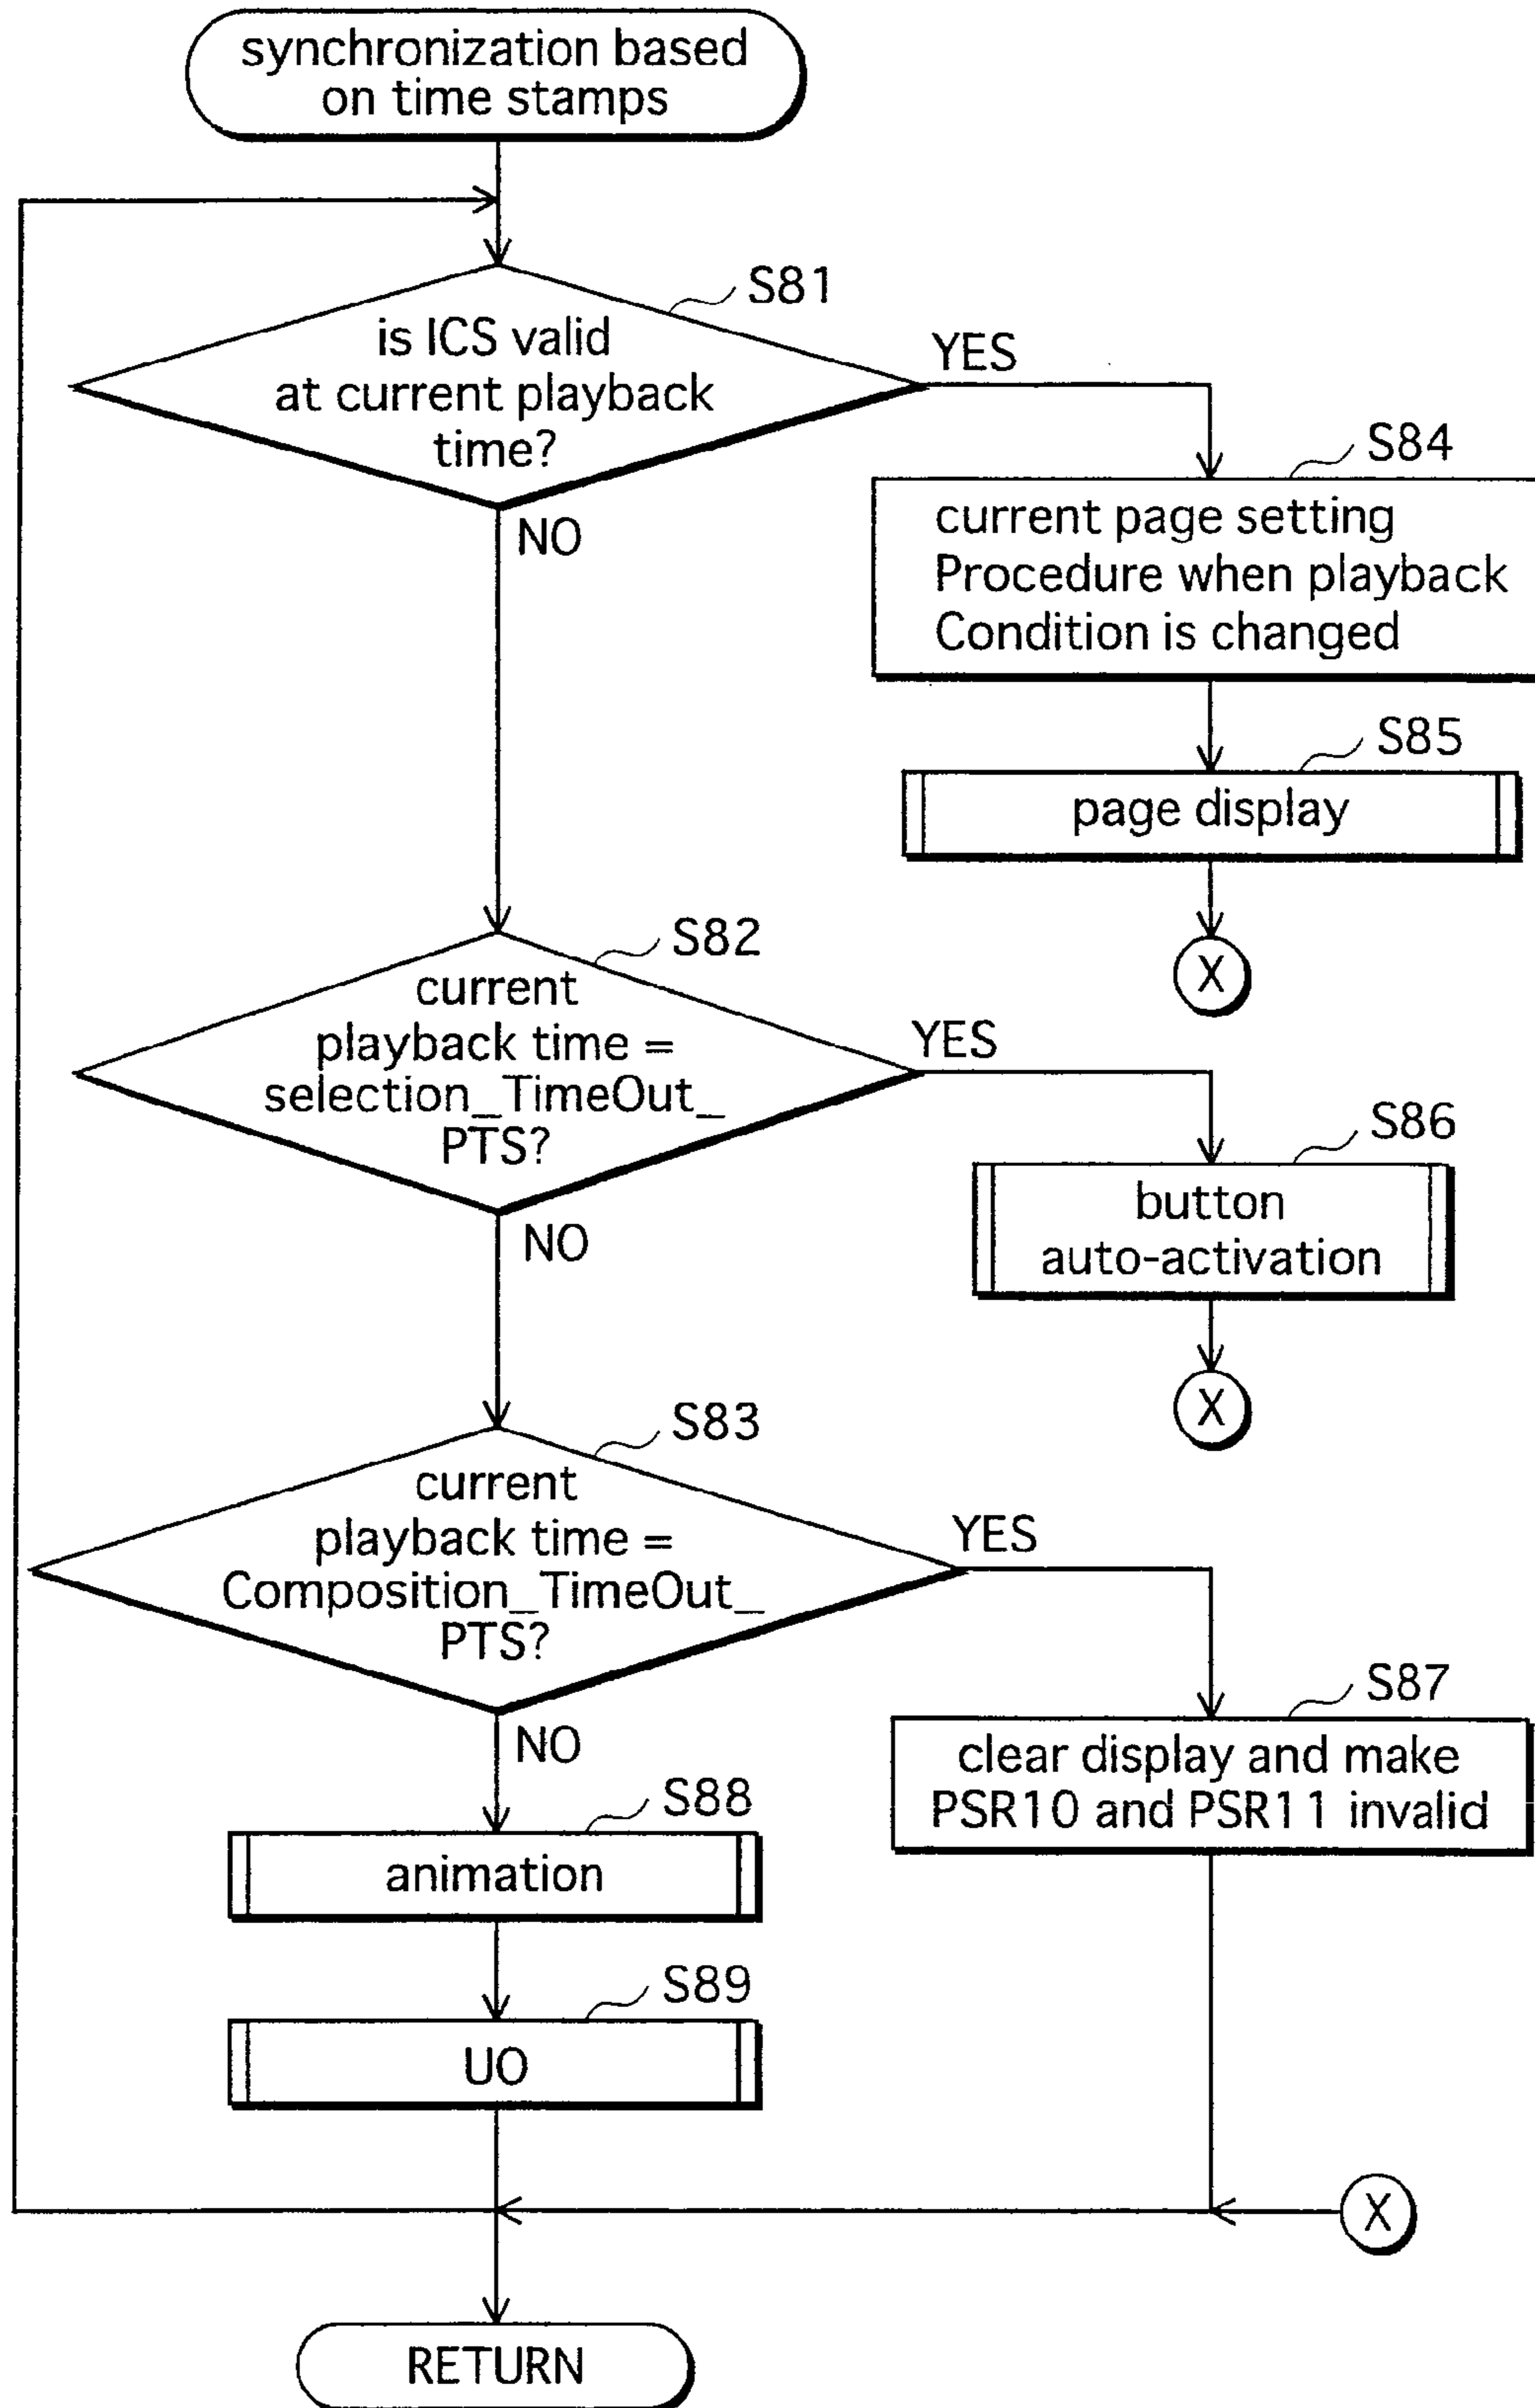 synchronization based
on time stamps
S81
is ICS valid
at current playback
time?
YES
NO
S84
current page setting
Procedure when playback
Condition is changed
S85
page display
X
S82
current
playback time =
selection_TimeOut_
PTS?
YES
NO
S86
button
auto-activation
X
S83
current
playback time =
Composition_TimeOut_
PTS?
YES
NO
S87
clear display and make
PSR10 and PSR11 invalid
S88
animation
S89
UO
X
RETURN